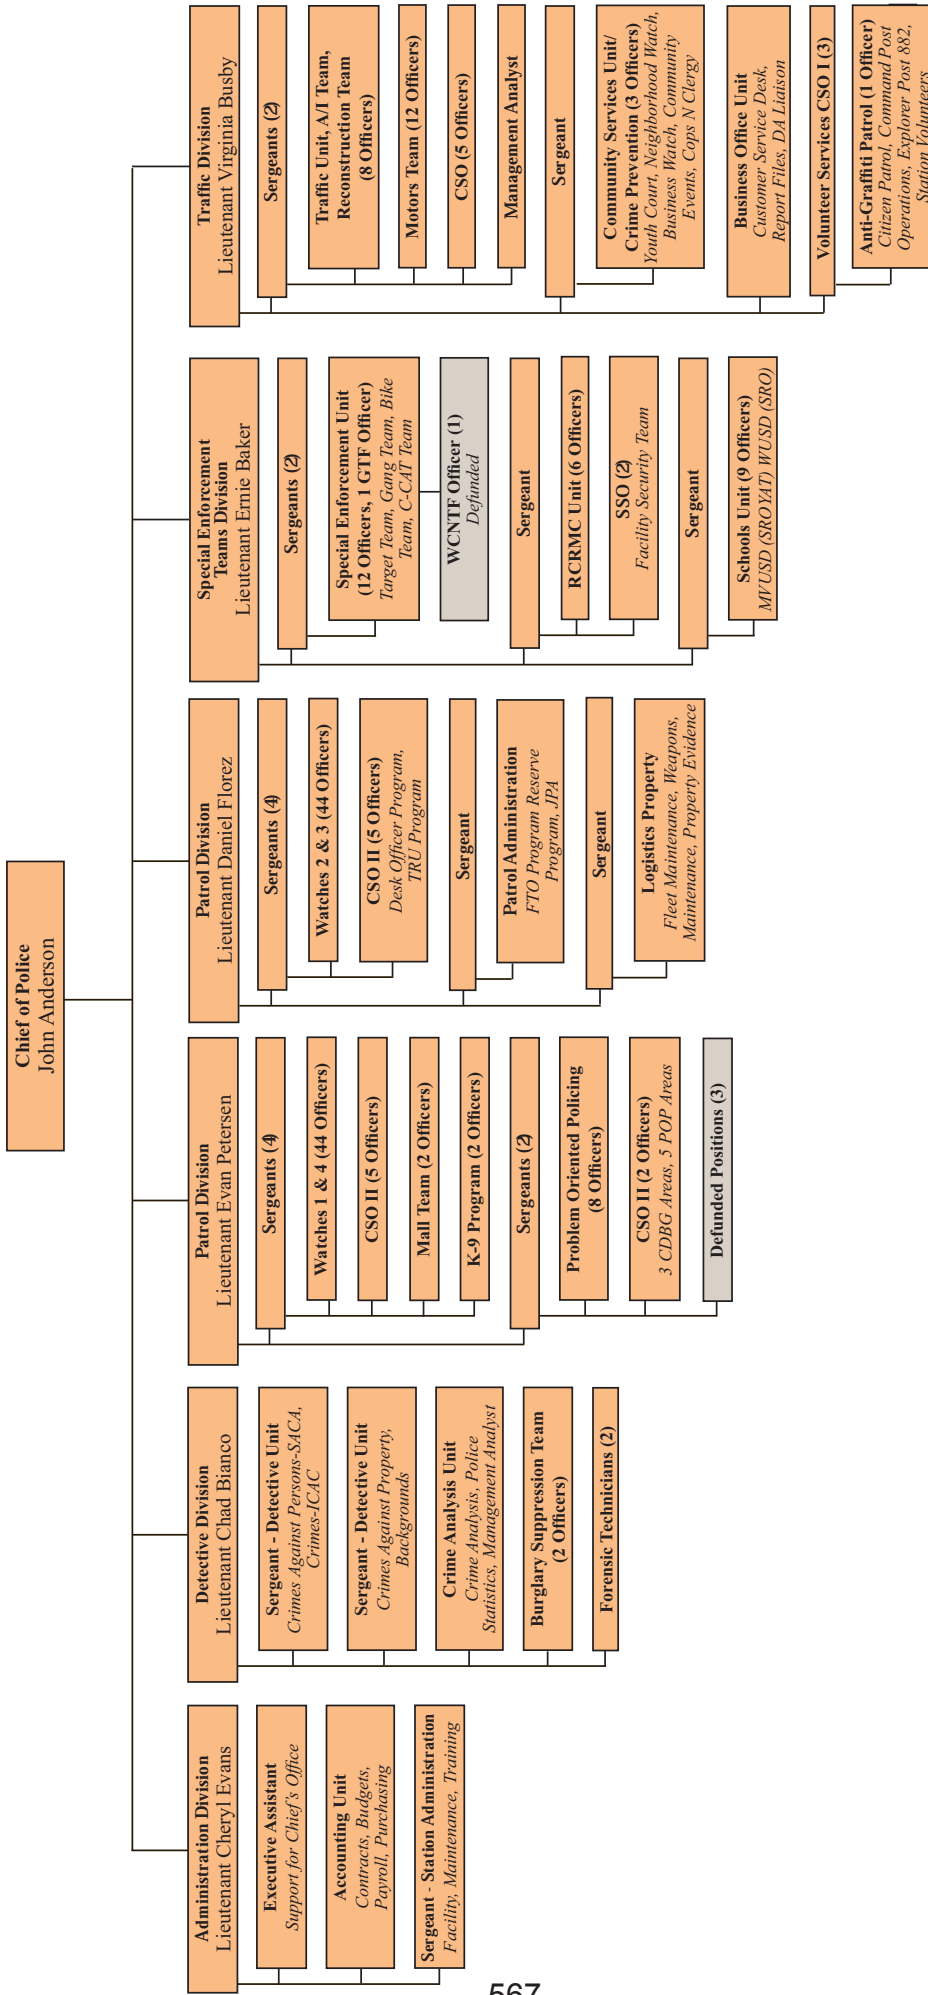 Chief of Police
John Anderson
Administration Division
Lieutenant Cheryl Evans
Executive Assistant
Support for Chief's Office
Accounting Unit
Contracts, Budgets,
Payroll, Purchasing
Sergeant - Station Administration
Facility, Maintenance, Training
Detective Division
Lieutenant Chad Bianco
Sergeant - Detective Unit
Crimes Against Persons-SACA,
Crimes-ICAC
Sergeant - Detective Unit
Crimes Against Property,
Backgrounds
Crime Analysis Unit
Crime Analysis, Police
Statistics, Management Analyst
Burglary Suppression Team
(2 Officers)
Forensic Technicians (2)
Patrol Division
Lieutenant Evan Petersen
Sergeants (4)
Watches 1 & 4 (44 Officers)
CSO II (5 Officers)
Mall Team (2 Officers)
K-9 Program (2 Officers)
Sergeants (2)
Problem Oriented Policing
(8 Officers)
CSO II (2 Officers)
3 CDBG Areas, 5 POP Areas
Defunded Positions (3)
Patrol Division
Lieutenant Daniel Florez
Sergeants (4)
Watches 2 & 3 (44 Officers)
CSO II (5 Officers)
Desk Officer Program,
TRU Program
Sergeant
Patrol Administration
FTO Program Reserve
Program, JPA
Sergeant
Logistics Property
Fleet Maintenance, Weapons,
Maintenance, Property Evidence
Special Enforcement
Teams Division
Lieutenant Ernie Baker
Sergeants (2)
Special Enforcement Unit
(12 Officers, 1 GTF Officer)
Target Team, Gang Team, Bike
Team, C-CAT Team
WCNTF Officer (1)
Defunded
Sergeant
RCRMC Unit (6 Officers)
SSO (2)
Facility Security Team
Sergeant
Schools Unit (9 Officers)
MVUSD (SROYAT) WUSD (SRO)
Traffic Division
Lieutenant Virginia Busby
Sergeants (2)
Traffic Unit, A/I Team,
Reconstruction Team
(8 Officers)
Motors Team (12 Officers)
CSO (5 Officers)
Management Analyst
Sergeant
Community Services Unit/
Crime Prevention (3 Officers)
Youth Court, Neighborhood Watch,
Business Watch, Community
Events, Cops N Clergy
Business Office Unit
Customer Service Desk,
Report Files, DA Liaison
Volunteer Services CSO I (3)
Anti-Graffiti Patrol (1 Officer)
Citizen Patrol, Command Post
Operations, Explorer Post 882,
Station Volunteers
567